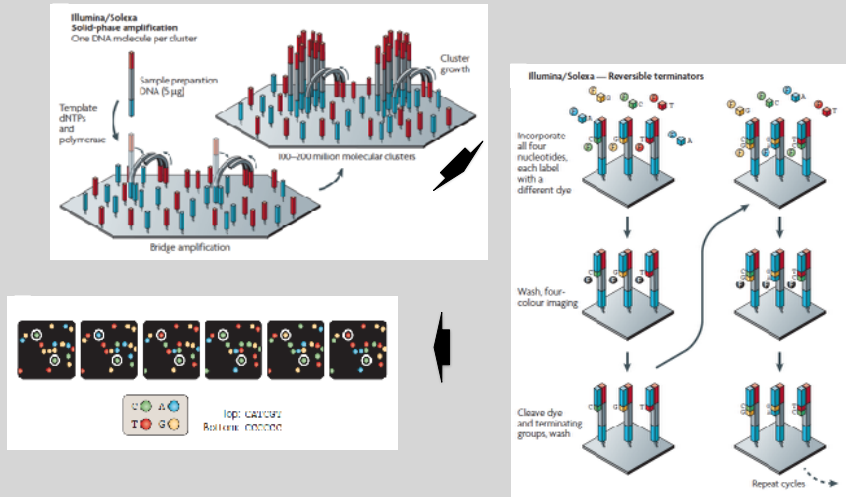 Illumina/Solexa
Solid-phase amplification
One DNA molecule per cluster
Sample preparation
DNA (5 µg)
Template
dNTPs
and
polymerase
Cluster
growth
100–200 million molecular clusters
Bridge amplification
Illumina/Solexa — Reversible terminators
Incorporate
all four
nucleotides,
each label
with a
different dye
F G
F C
F A
F T
F A
F G
F C
F A
F T
C G T
Wash, four-
colour imaging
C G T
Cleave dye
and terminating
groups, wash
C G T
Repeat cycles
C A
T G
Top: CATCGT
Bottom: CCCCCC